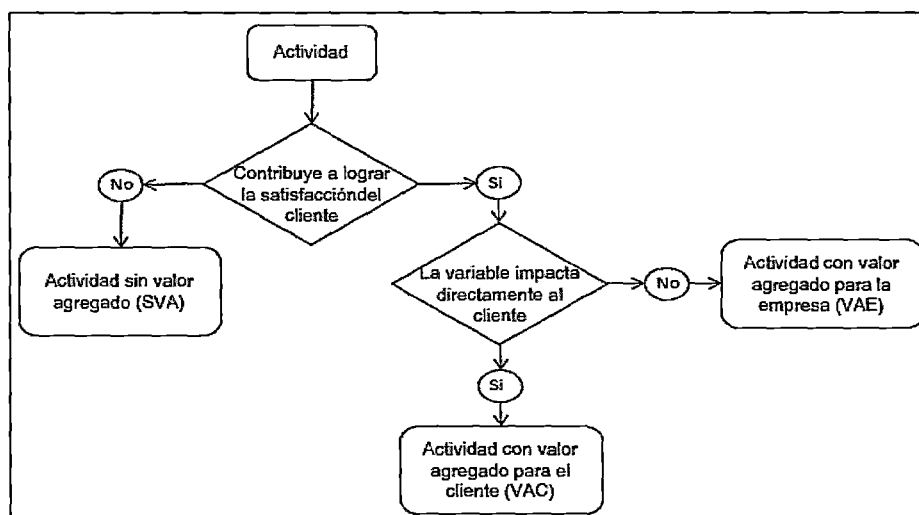 Actividad
Contribuye a lograr
la satisfaccióndel
cliente
No
Si
Actividad sin valor
agregado (SVA)
La variable impacta
directamente al
cliente
No
Actividad con valor
agregado para la
empresa (VAE)
Si
Actividad con valor
agregado para el
cliente (VAC)